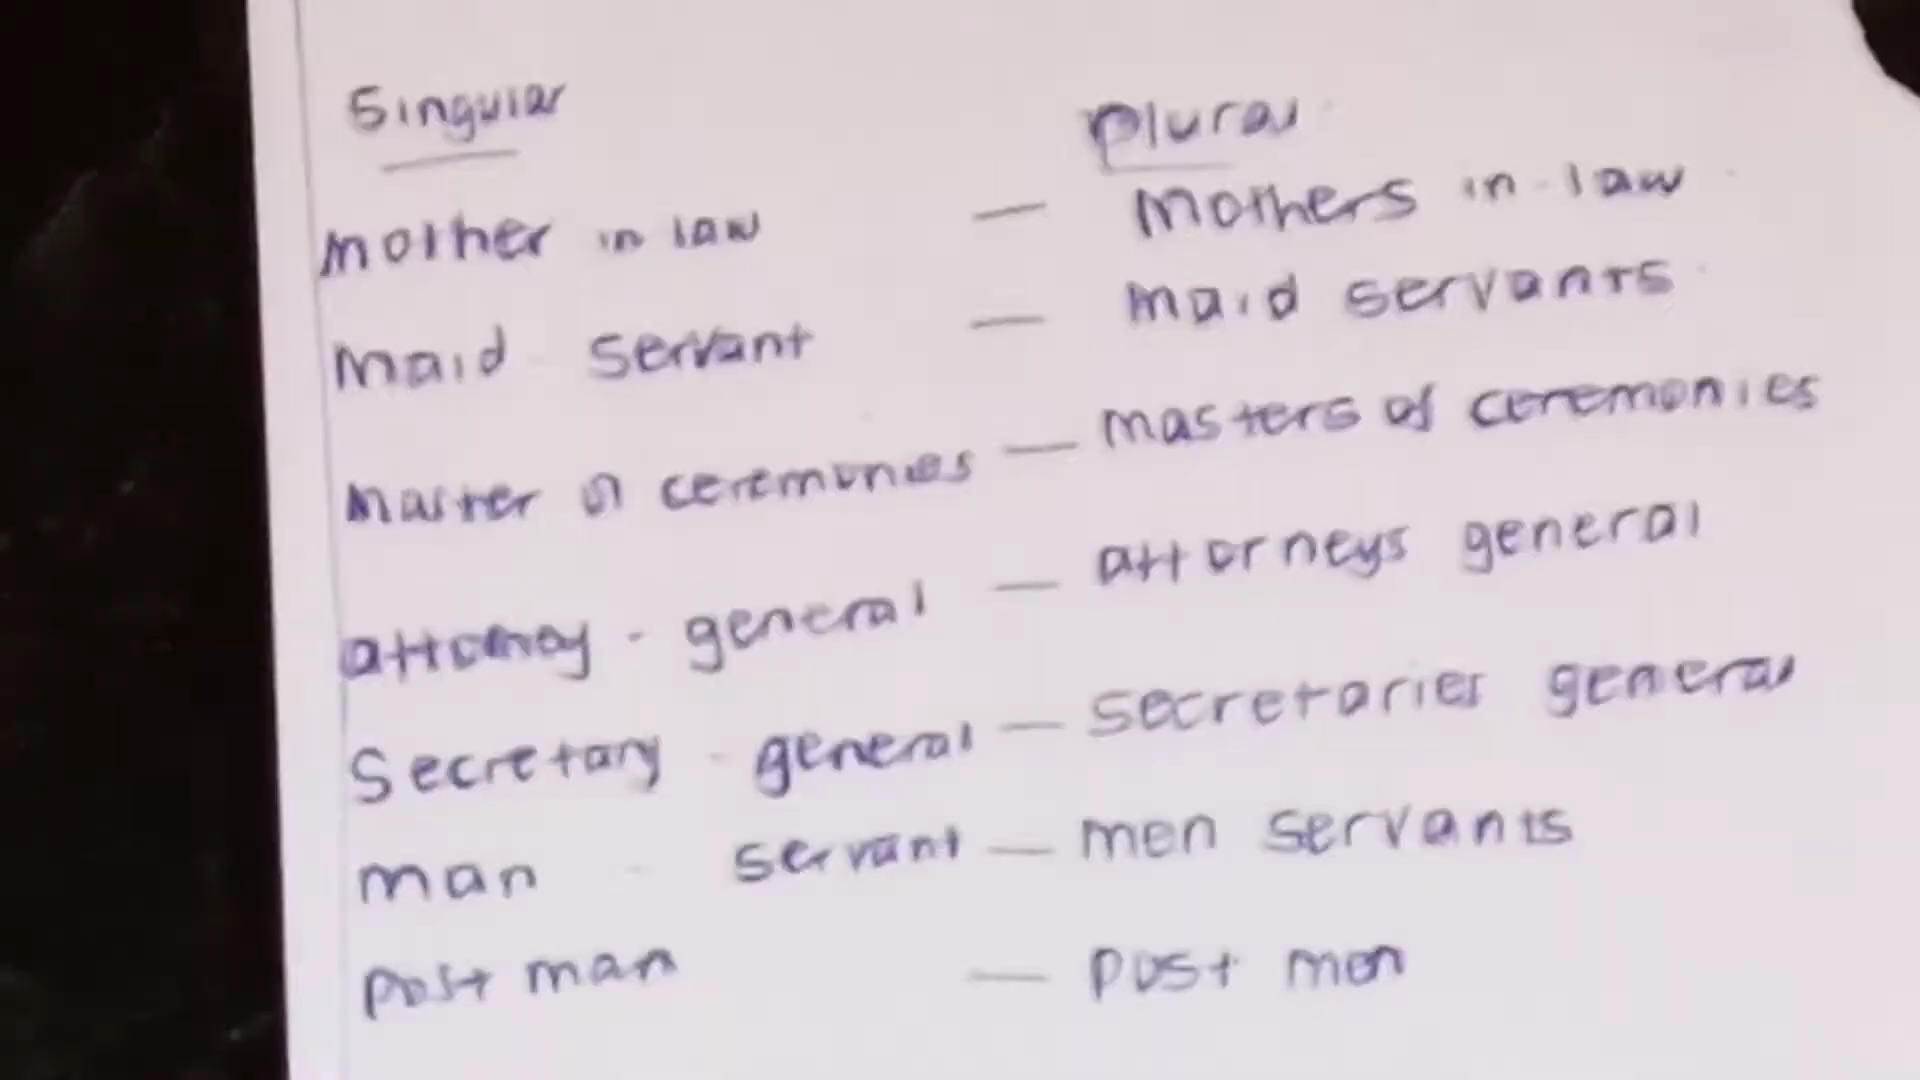 Singular Plural
Mother in law — Mothers in-law
Maid servant — Maid servants
Master of ceremonies — masters of ceremonies
attorney - general — attorneys general
Secretary - general — secretaries general
man - servant — men servants
post man — post men